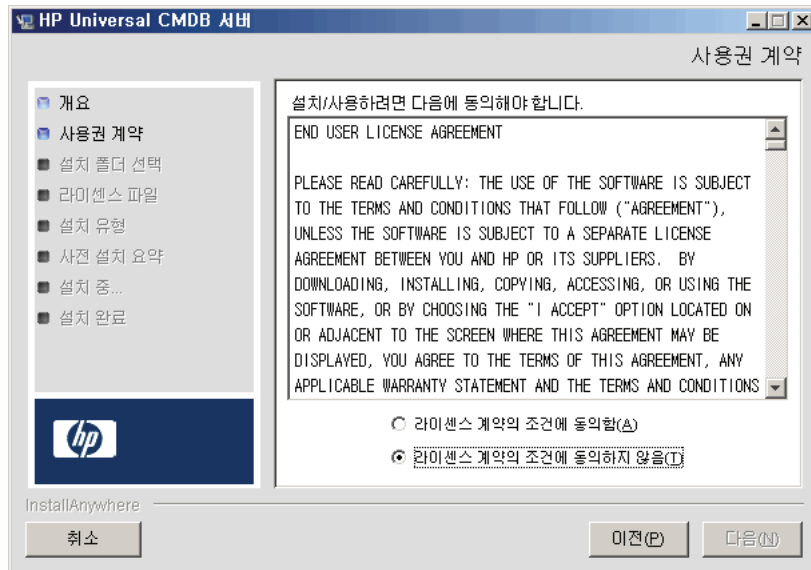 HP Universal CMDB 서버
사용권 계약
개요
사용권 계약
설치 폴더 선택
라이센스 파일
설치 유형
사전 설치 요약
설치 중...
설치 완료
hp
설치/사용하려면 다음에 동의해야 합니다.
END USER LICENSE AGREEMENT
PLEASE READ CAREFULLY: THE USE OF THE SOFTWARE IS SUBJECT
TO THE TERMS AND CONDITIONS THAT FOLLOW ("AGREEMENT"),
UNLESS THE SOFTWARE IS SUBJECT TO A SEPARATE LICENSE
AGREEMENT BETWEEN YOU AND HP OR ITS SUPPLIERS.  BY
DOWNLOADING, INSTALLING, COPYING, ACCESSING, OR USING THE
SOFTWARE, OR BY CHOOSING THE "I ACCEPT" OPTION LOCATED ON
OR ADJACENT TO THE SCREEN WHERE THIS AGREEMENT MAY BE
DISPLAYED, YOU AGREE TO THE TERMS OF THIS AGREEMENT, ANY
APPLICABLE WARRANTY STATEMENT AND THE TERMS AND CONDITIONS
라이센스 계약의 조건에 동의함(A)
라이센스 계약의 조건에 동의하지 않음(T)
InstallAnywhere
취소
이전(P)
다음(N)